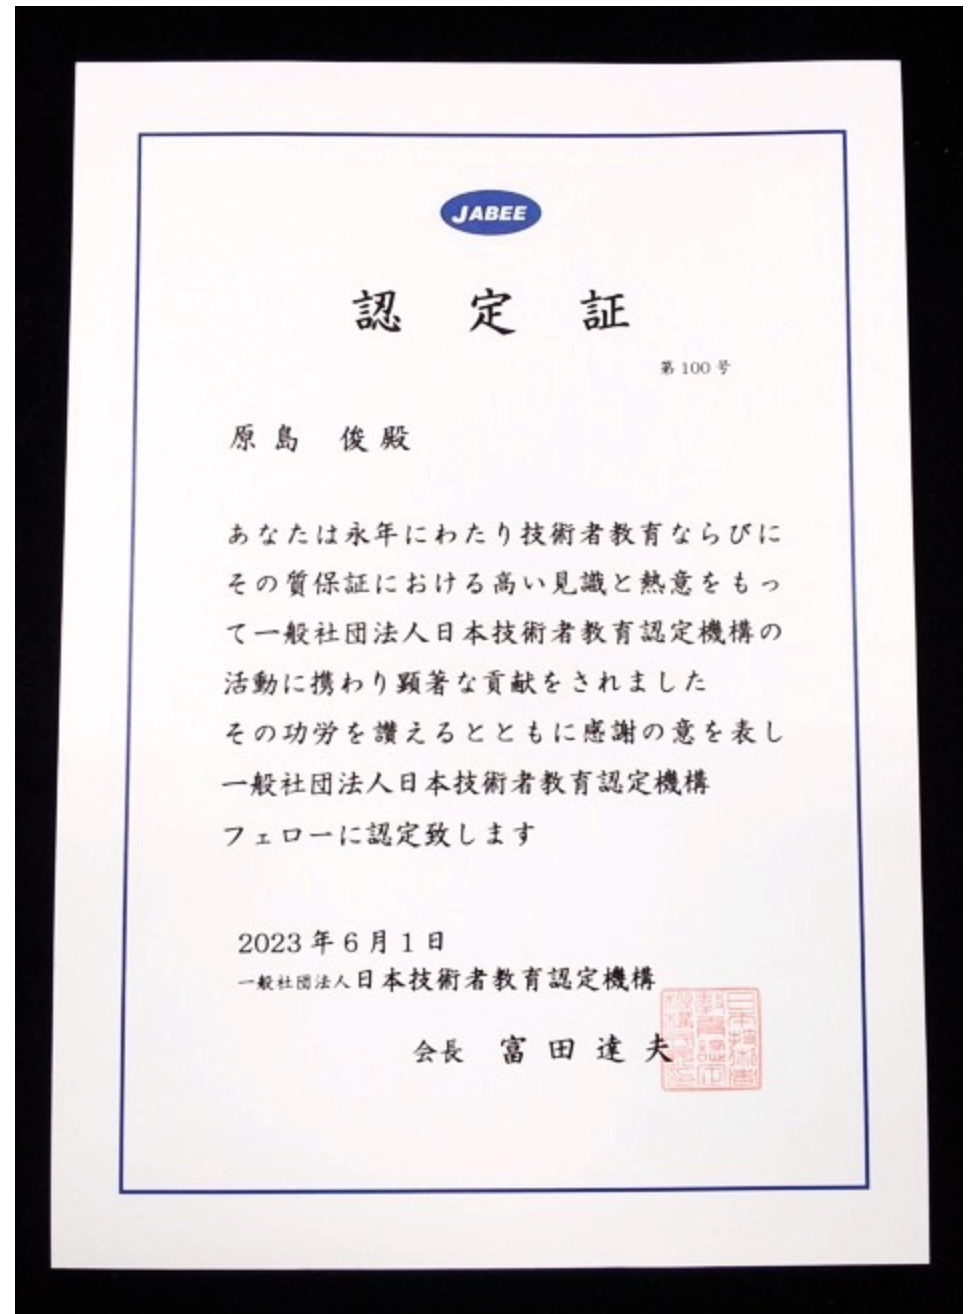 JABEE
認定証
第100号
原島 俊殿
あなたは永年にわたり技術者教育ならびに
その質保証における高い見識と熱意をもっ
て一般社団法人日本技術者教育認定機構の
活動に携わり顕著な貢献をされました
その功労を讃えるとともに感謝の意を表し
一般社団法人日本技術者教育認定機構
フェローに認定致します
2023年6月1日
一般社団法人日本技術者教育認定機構
会長 富田達夫